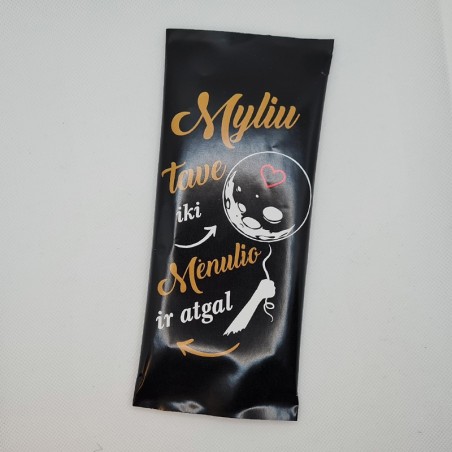 Myliu
tave
iki
Mėnulio
ir atgal